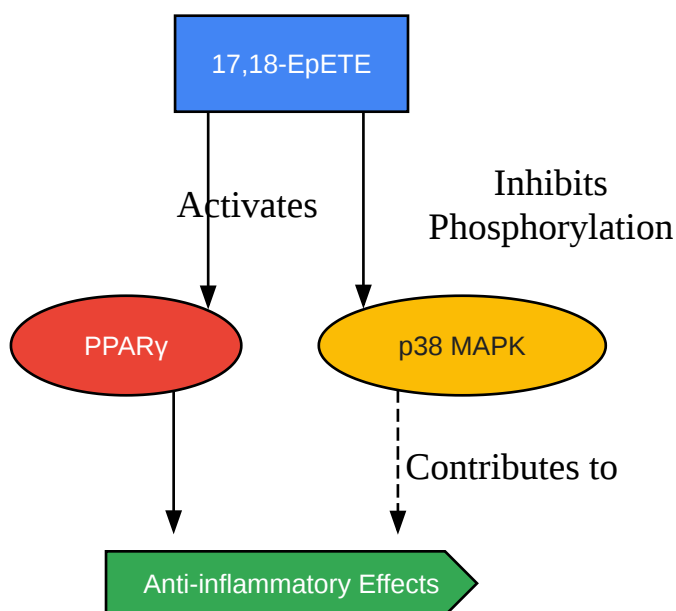 17,18-EpETE
Activates
Inhibits
Phosphorylation
PPARγ
p38 MAPK
Contributes to
Anti-inflammatory Effects